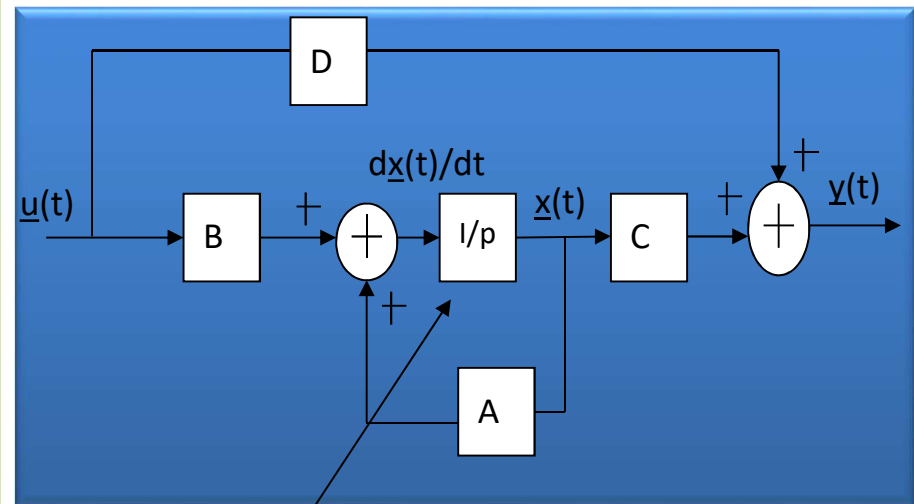 D
+
dx(t)/dt
u(t)
B
+
+
I/p
x(t)
C
+
+
y(t)
+
A